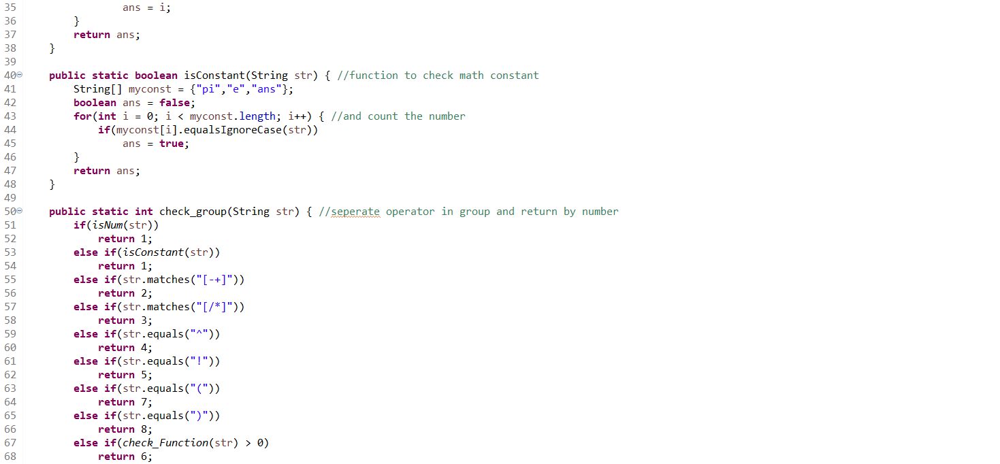 35                 ans = i;
36         }
37         return ans;
38     }
39
40     public static boolean isConstant(String str) { //function to check math constant
41         String[] myconst = {"pi","e","ans"};
42         boolean ans = false;
43         for(int i = 0; i < myconst.length; i++) { //and count the number
44             if(myconst[i].equalsIgnoreCase(str))
45                 ans = true;
46         }
47         return ans;
48     }
49
50     public static int check_group(String str) { //seperate operator in group and return by number
51         if(isNum(str))
52             return 1;
53         else if(isConstant(str))
54             return 1;
55         else if(str.matches("[-+]"))
56             return 2;
57         else if(str.matches("[/*]"))
58             return 3;
59         else if(str.equals("^"))
60             return 4;
61         else if(str.equals("!"))
62             return 5;
63         else if(str.equals("("))
64             return 7;
65         else if(str.equals(")"))
66             return 8;
67         else if(check_Function(str) > 0)
68             return 6;